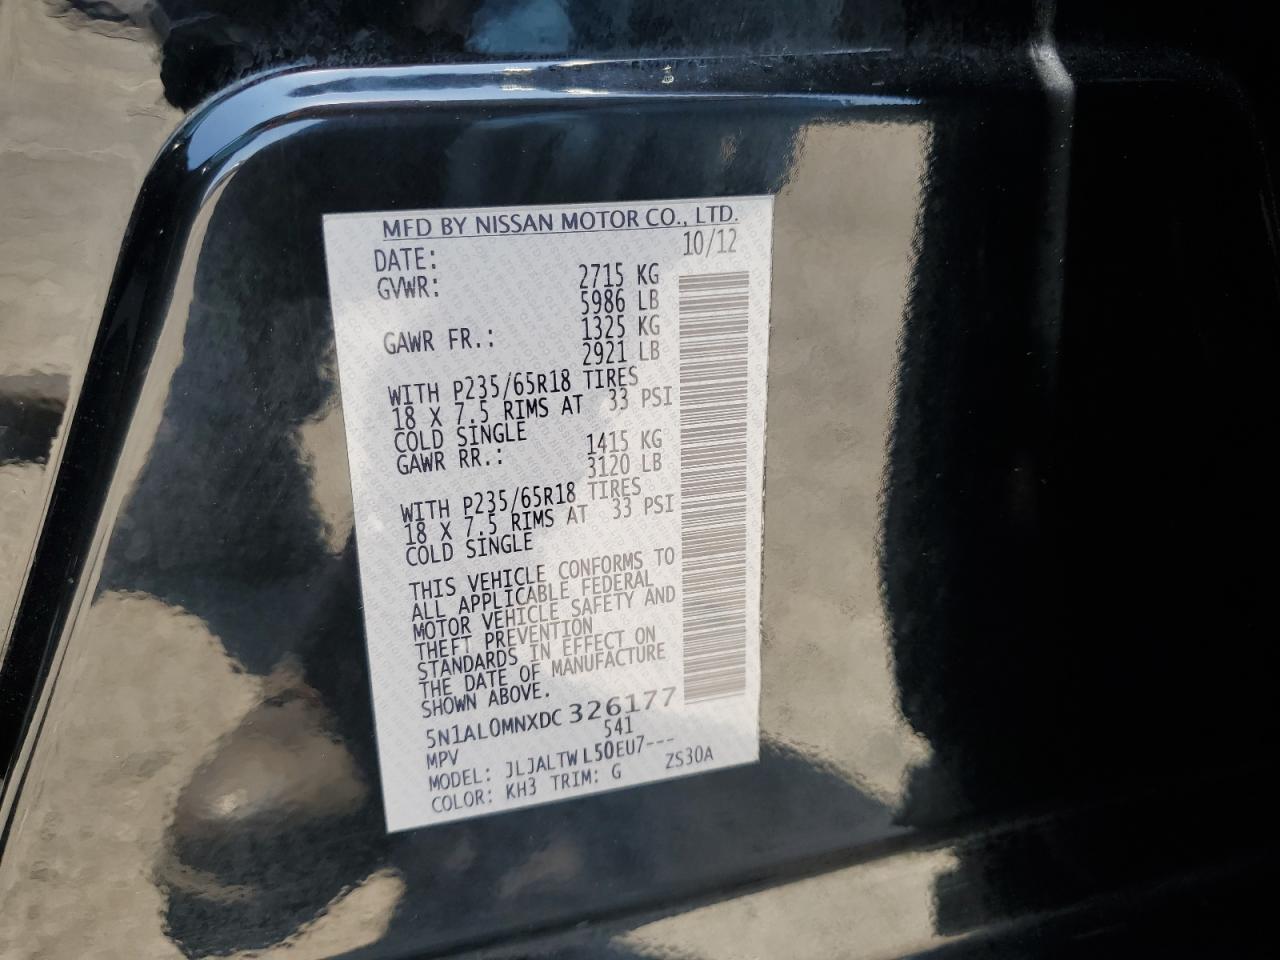 MFD BY NISSAN MOTOR CO., LTD.
DATE: 10/12
GVWR: 2715 KG
5986 LB
GAWR FR.: 1325 KG
2921 LB
WITH P235/65R18 TIRES
18 X 7.5 RIMS AT 33 PSI
COLD SINGLE
GAWR RR.: 1415 KG
3120 LB
WITH P235/65R18 TIRES
18 X 7.5 RIMS AT 33 PSI
COLD SINGLE
THIS VEHICLE CONFORMS TO
ALL APPLICABLE FEDERAL
MOTOR VEHICLE SAFETY AND
THEFT PREVENTION
STANDARDS IN EFFECT ON
THE DATE OF MANUFACTURE
SHOWN ABOVE.
5N1AL0MNXDC 326177
MPV 541
MODEL: JLJALTW L50EU7---
COLOR: KH3 TRIM: G ZS30A